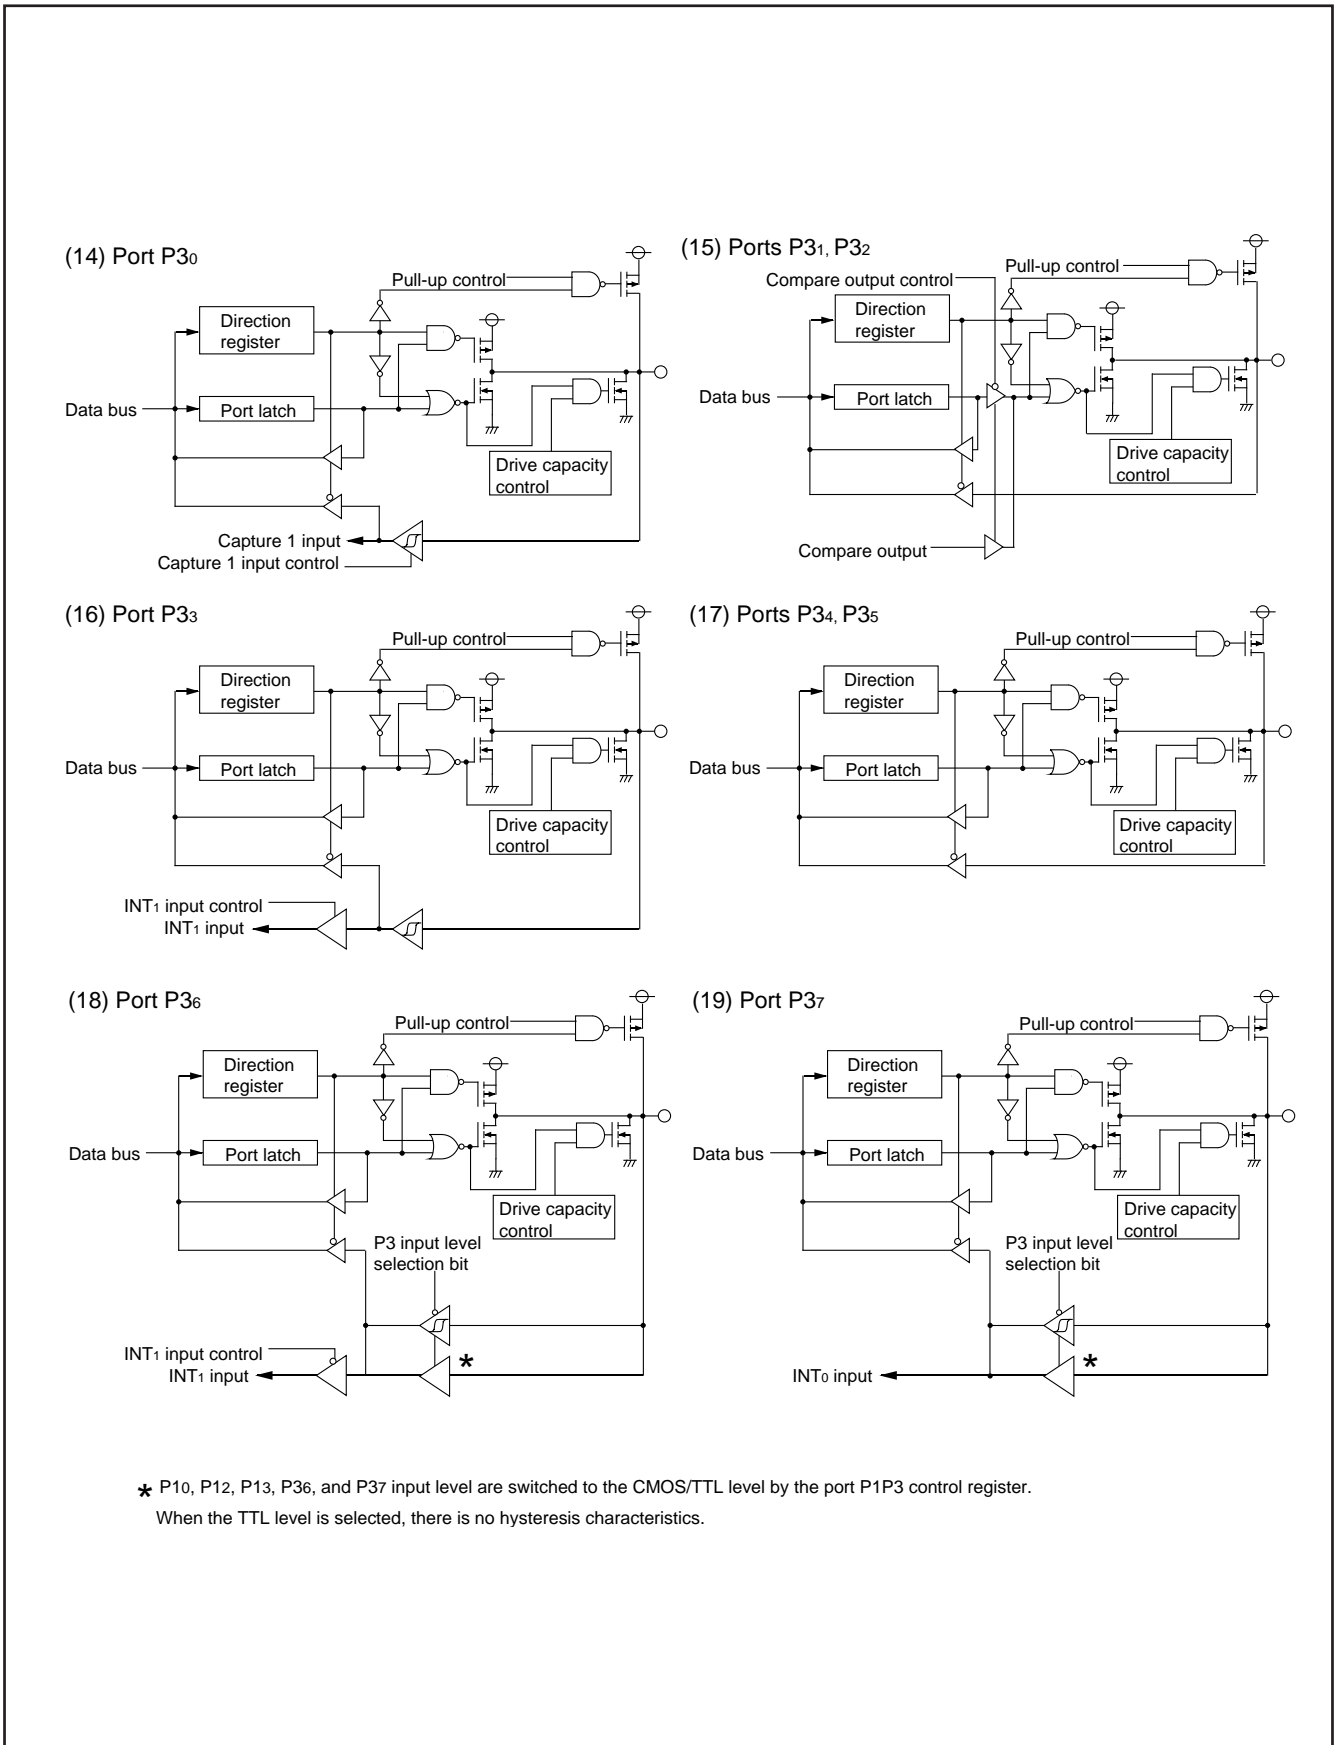 (14) Port P30
Pull-up control
Direction
register
Data bus
Port latch
Drive capacity
control
Capture 1 input
Capture 1 input control
(15) Ports P31, P32
Pull-up control
Compare output control
Direction
register
Data bus
Port latch
Drive capacity
control
Compare output
(16) Port P33
Pull-up control
Direction
register
Data bus
Port latch
Drive capacity
control
INT1 input control
INT1 input
(17) Ports P34, P35
Pull-up control
Direction
register
Data bus
Port latch
Drive capacity
control
(18) Port P36
Pull-up control
Direction
register
Data bus
Port latch
Drive capacity
control
P3 input level
selection bit
INT1 input control
INT1 input
*
(19) Port P37
Pull-up control
Direction
register
Data bus
Port latch
Drive capacity
control
P3 input level
selection bit
INT0 input
*
* P10, P12, P13, P36, and P37 input level are switched to the CMOS/TTL level by the port P1P3 control register.
When the TTL level is selected, there is no hysteresis characteristics.